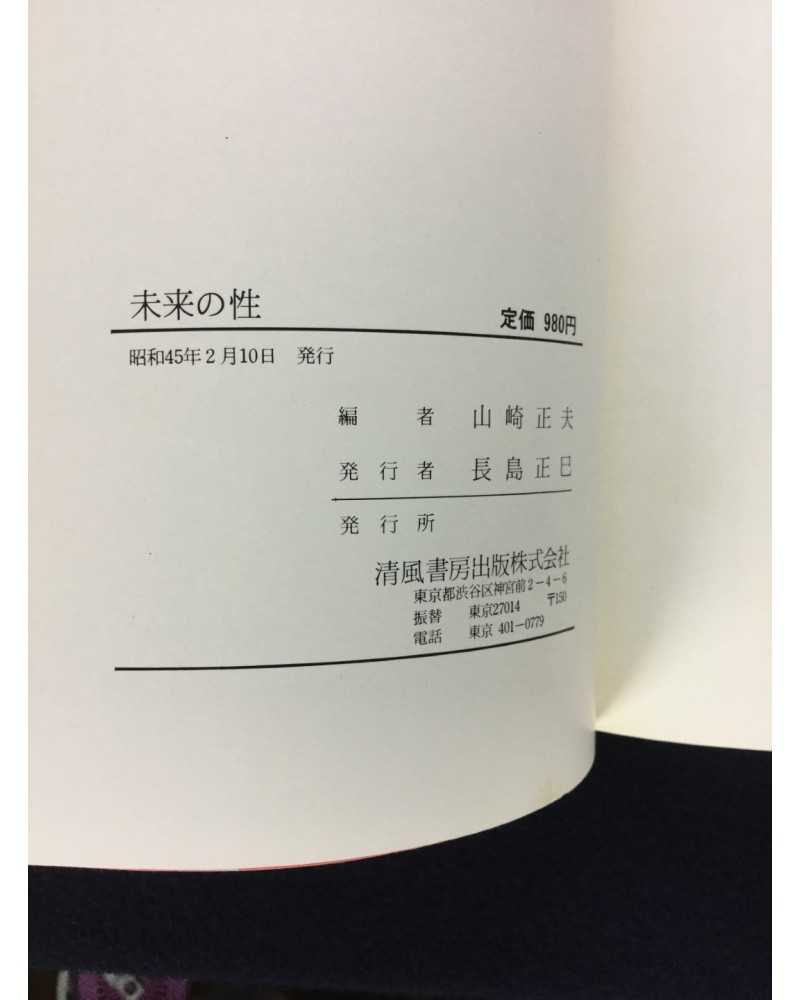 未来の性
定価 980円
昭和45年2月10日 発行
編者 山崎正夫
発行者 長島正巳
発行所
清風書房出版株式会社
東京都渋谷区神宮前2-4-6
〒150
振替 東京27014
電話 東京 401-0779